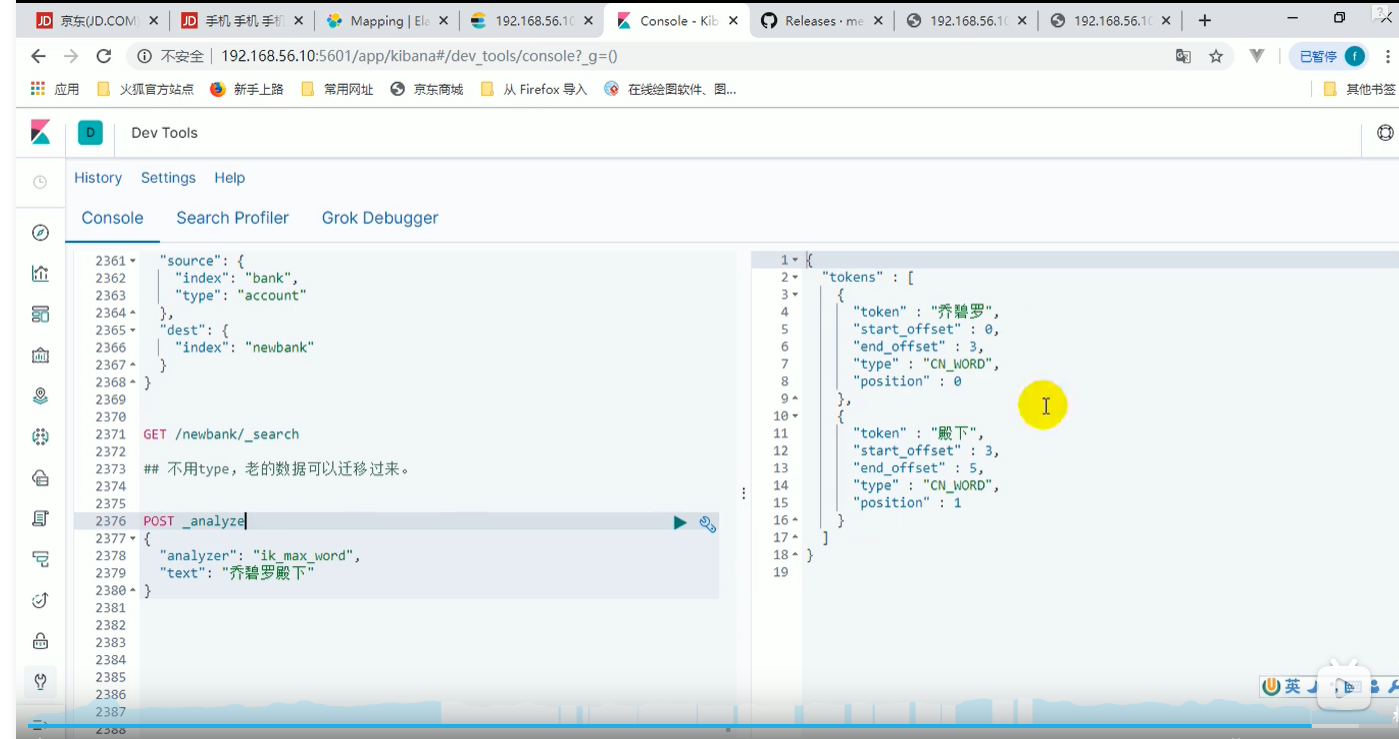 京东(JD.COM)
手机 手机 手机
Mapping | Ela
192.168.56.10
Console - Kib
Releases · me
192.168.56.10
192.168.56.10
不安全 | 192.168.56.10:5601/app/kibana#/dev_tools/console?_g=()
已暂停 f
应用 火狐官方站点 新手上路 常用网址 京东商城 从 Firefox 导入 在线绘图软件、图... 其他书签
D Dev Tools
History Settings Help
Console Search Profiler Grok Debugger
2361 "source": {
2362 "index": "bank",
2363 "type": "account"
2364 },
2365 "dest": {
2366 "index": "newbank"
2367 }
2368 }
2369
2370
2371 GET /newbank/_search
2372
2373 ## 不用type，老的数据可以迁移过来。
2374
2375
2376 POST _analyze
2377 {
2378 "analyzer": "ik_max_word",
2379 "text": "乔碧罗殿下"
2380 }
2381
2382
2383
2384
2385
2386
2387
2388
1 {
2 "tokens" : [
3 {
4 "token" : "乔碧罗",
5 "start_offset" : 0,
6 "end_offset" : 3,
7 "type" : "CN_WORD",
8 "position" : 0
9 },
10 {
11 "token" : "殿下",
12 "start_offset" : 3,
13 "end_offset" : 5,
14 "type" : "CN_WORD",
15 "position" : 1
16 }
17 ]
18 }
19
英